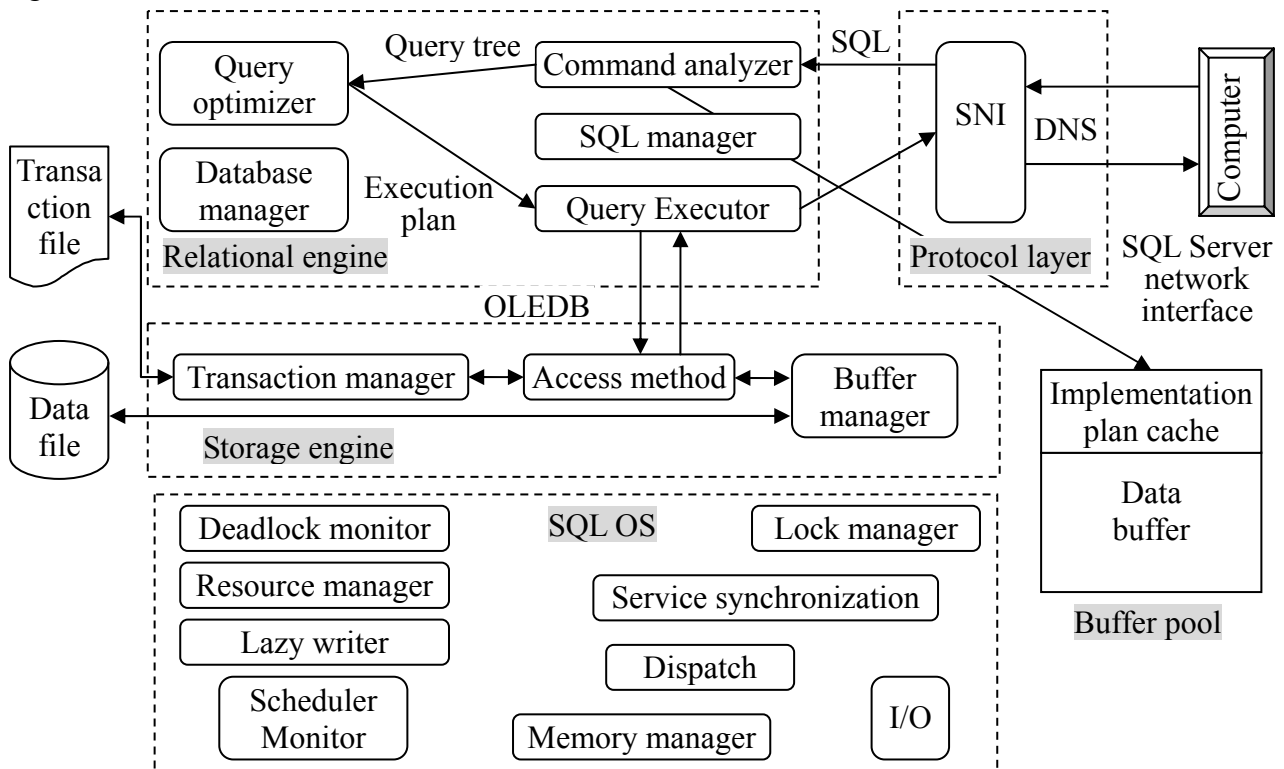 Query tree
SQL
Query
optimizer
Command analyzer
SNI
DNS
Computer
SQL manager
Transa
ction
file
Database
manager
Execution
plan
Query Executor
Relational engine
Protocol layer
SQL Server
network
interface
OLEDB
Transaction manager
Access method
Buffer
manager
Data
file
Storage engine
Implementation
plan cache
Data
buffer
Buffer pool
Deadlock monitor
SQL OS
Lock manager
Resource manager
Service synchronization
Lazy writer
Dispatch
Scheduler
Monitor
Memory manager
I/O